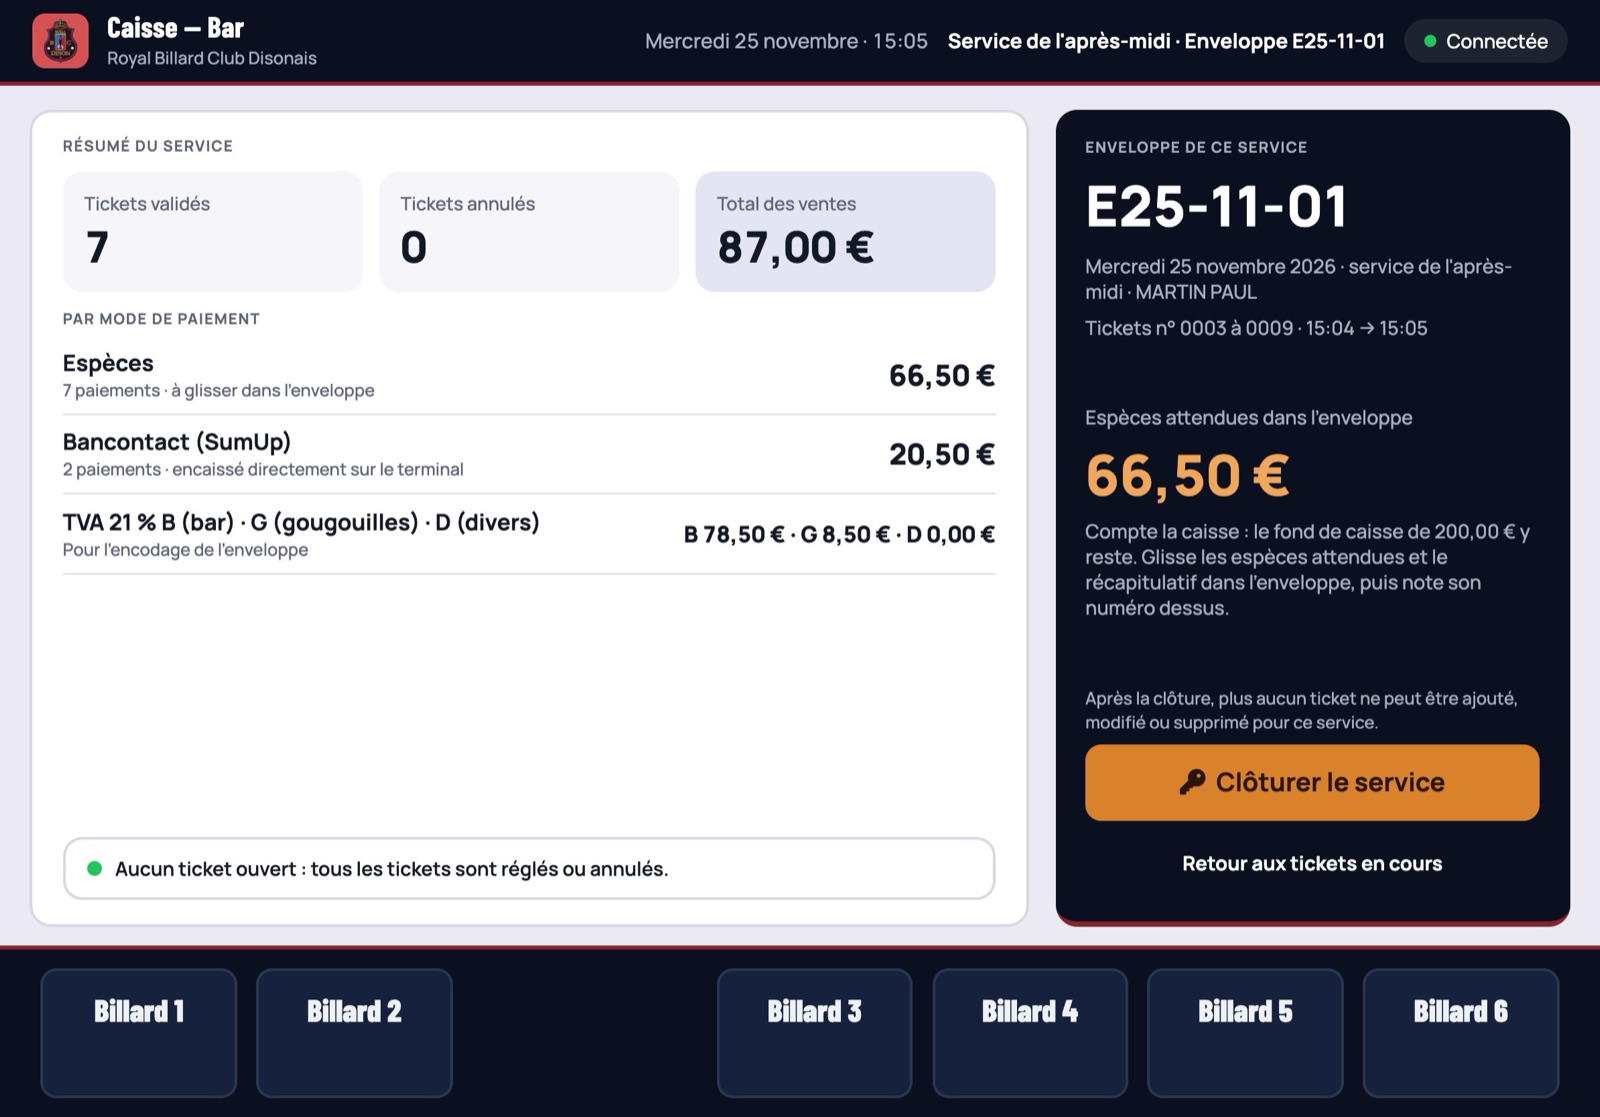 Caisse – Bar
Royal Billard Club Disonais
Mercredi 25 novembre · 15:05 Service de l'après-midi · Enveloppe E25-11-01 Connectée
RÉSUMÉ DU SERVICE
Tickets validés
7
Tickets annulés
0
Total des ventes
87,00 €
PAR MODE DE PAIEMENT
Espèces
7 paiements · à glisser dans l'enveloppe
66,50 €
Bancontact (SumUp)
2 paiements · encaissé directement sur le terminal
20,50 €
TVA 21 % B (bar) · G (gougouilles) · D (divers)
Pour l'encodage de l'enveloppe
B 78,50 € · G 8,50 € · D 0,00 €
Aucun ticket ouvert : tous les tickets sont réglés ou annulés.
ENVELOPPE DE CE SERVICE
E25-11-01
Mercredi 25 novembre 2026 · service de l'après-
midi · MARTIN PAUL
Tickets n° 0003 à 0009 · 15:04 → 15:05
Espèces attendues dans l'enveloppe
66,50 €
Compte la caisse : le fond de caisse de 200,00 € y
reste. Glisse les espèces attendues et le
récapitulatif dans l'enveloppe, puis note son
numéro dessus.
Après la clôture, plus aucun ticket ne peut être ajouté,
modifié ou supprimé pour ce service.
Clôturer le service
Retour aux tickets en cours
Billard 1
Billard 2
Billard 3
Billard 4
Billard 5
Billard 6